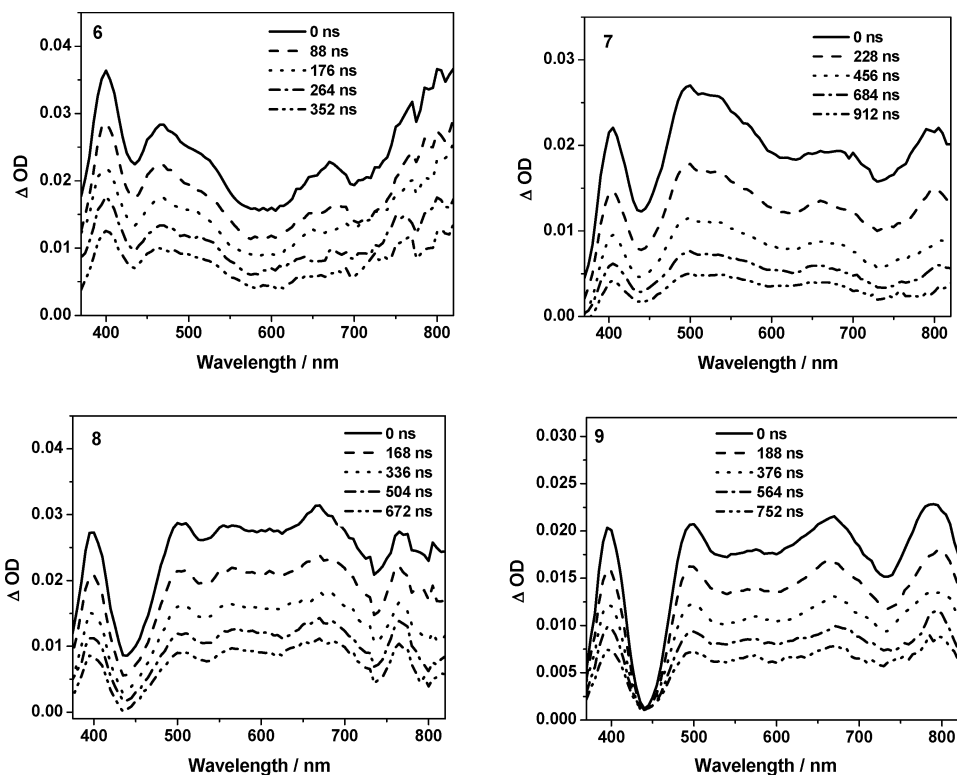 6
0 ns
88 ns
176 ns
264 ns
352 ns
0.04
0.03
0.02
0.01
0.00
Δ OD
400 500 600 700 800
Wavelength / nm
7
0 ns
228 ns
456 ns
684 ns
912 ns
0.03
0.02
0.01
0.00
Δ OD
400 500 600 700 800
Wavelength / nm
8
0 ns
168 ns
336 ns
504 ns
672 ns
0.04
0.03
0.02
0.01
0.00
Δ OD
400 500 600 700 800
Wavelength / nm
9
0 ns
188 ns
376 ns
564 ns
752 ns
0.030
0.025
0.020
0.015
0.010
0.005
0.000
Δ OD
400 500 600 700 800
Wavelength / nm